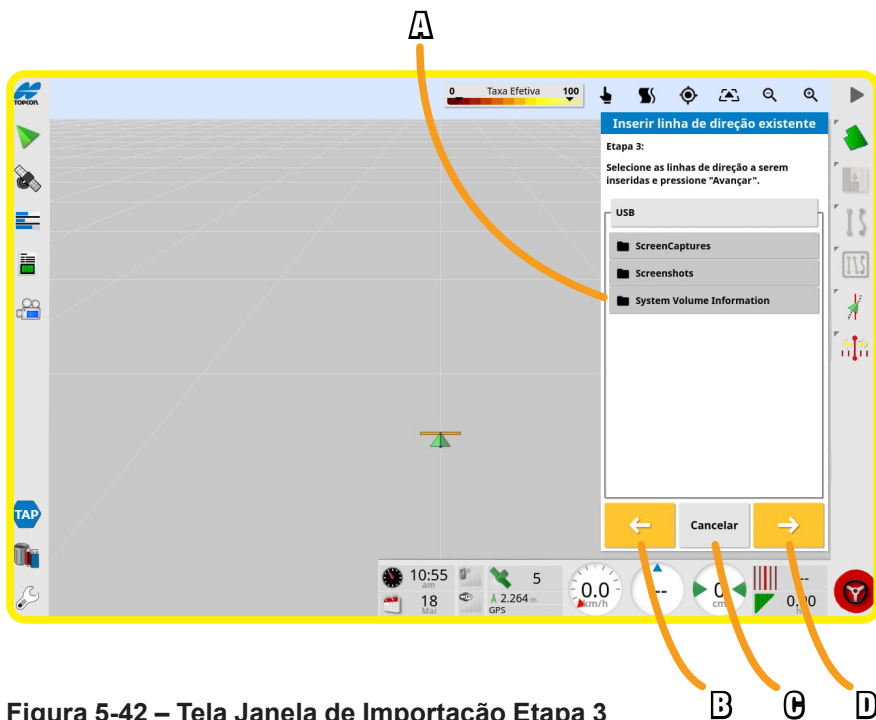 A
TOPCON
0 Taxa Efetiva 100
Inserir linha de direção existente
Etapa 3:
Selecione as linhas de direção a serem
inseridas e pressione "Avançar".
USB
ScreenCaptures
Screenshots
System Volume Information
TAP
Cancelar
10:55
am
18
Mai
5
A 2.264 m
GPS
0.0
km/h
--
0
cm
--
0.00
B
C
D
Figura 5-42 – Tela Janela de Importação Etapa 3